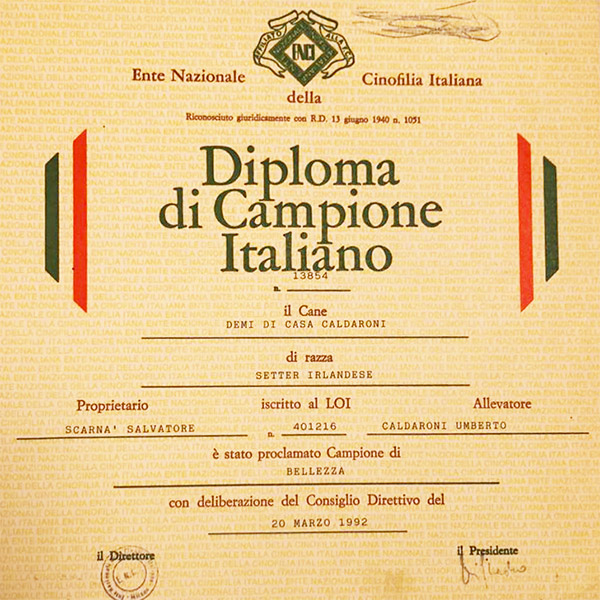 AFFILIATO ALLA F.C.I.
ENCI
Ente Nazionale
Cinofilia Italiana
della
Riconosciuto giuridicamente con R.D. 13 giugno 1940 n. 1051
Diploma
di Campione
Italiano
n. 13854
il Cane
DEMI DI CASA CALDARONI
di razza
SETTER IRLANDESE
Proprietario iscritto al LOI Allevatore
SCARNA' SALVATORE n. 401216 CALDARONI UMBERTO
è stato proclamato Campione di
BELLEZZA
con deliberazione del Consiglio Direttivo del
20 MARZO 1992
il Direttore il Presidente